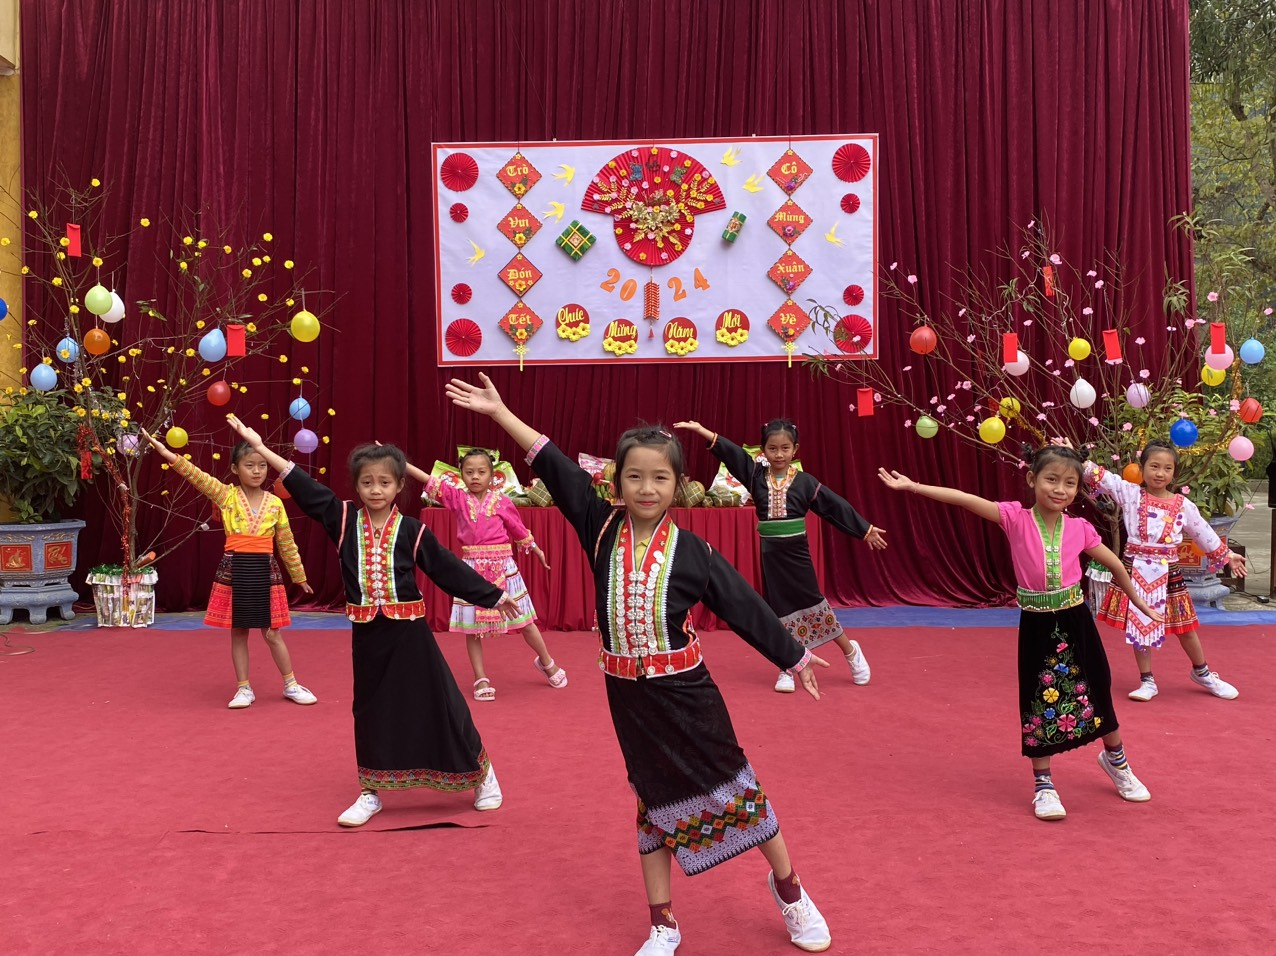 Trò
Vui
Đón
Tết
2024
Chúc Mừng Năm Mới
Cô
Mừng
Xuân
Về